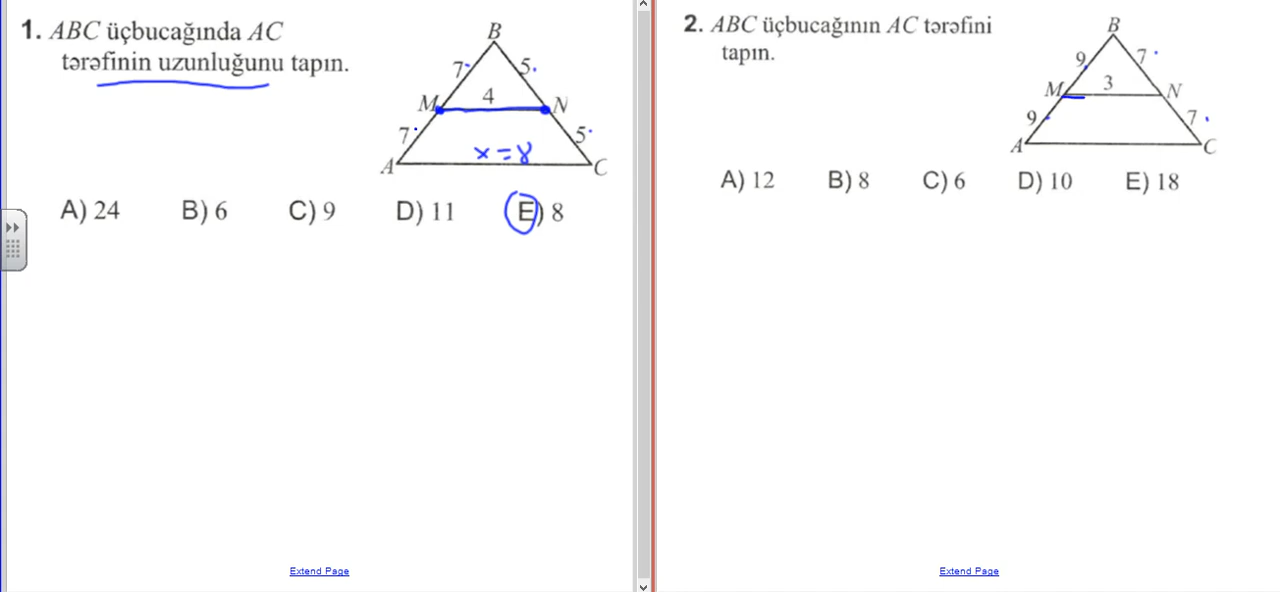 1. ABC üçbucağında AC
tərəfinin uzunluğunu tapın.
B
7
5
M
4
N
7
5
x = 8
A
C
A) 24 B) 6 C) 9 D) 11 E) 8
Extend Page
2. ABC üçbucağının AC tərəfini
tapın.
B
9
7
M
3
N
9
7
A
C
A) 12 B) 8 C) 6 D) 10 E) 18
Extend Page